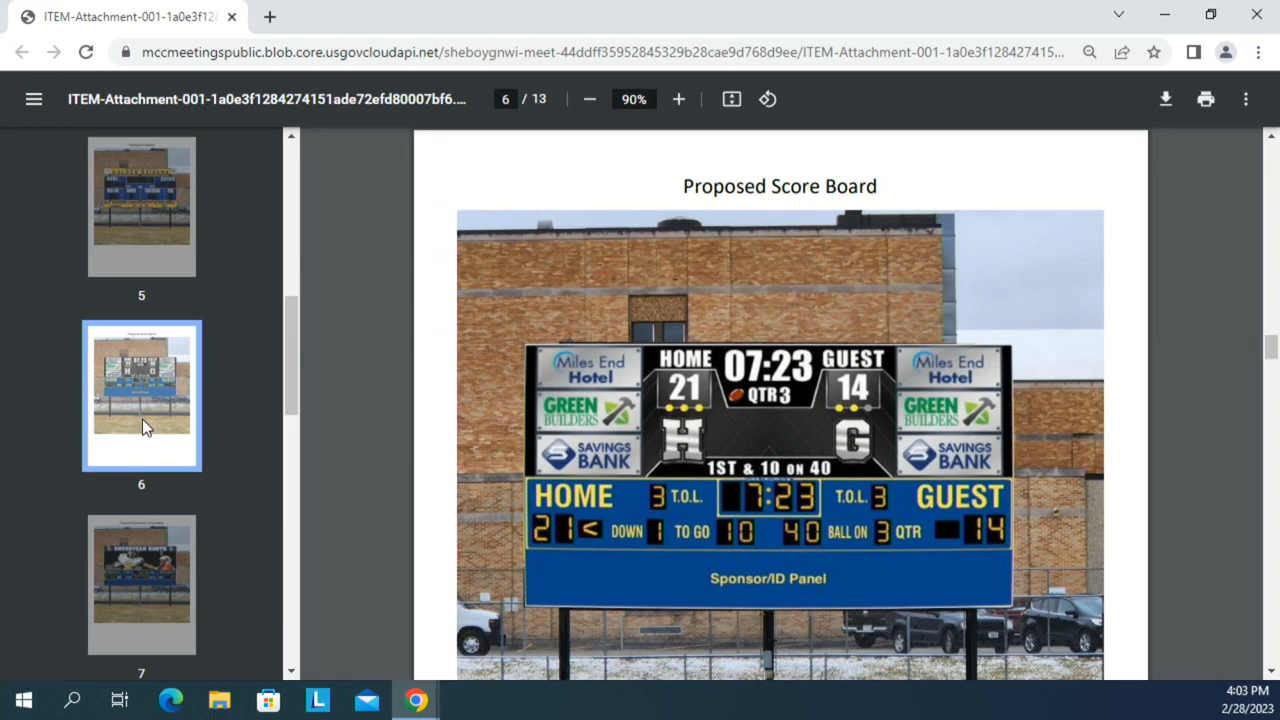 ITEM-Attachment-001-1a0e3f128
mccmeetingspublic.blob.core.usgovcloudapi.net/sheboygnwi-meet-44ddff35952845329b28cae9d768d9ee/ITEM-Attachment-001-1a0e3f128427415...
ITEM-Attachment-001-1a0e3f1284274151ade72efd80007bf6....
6 / 13
90%
5
6
7
Proposed Score Board
Miles End Hotel
HOME 07:23 GUEST
Miles End Hotel
21
QTR 3
14
GREEN BUILDERS
GREEN BUILDERS
H
G
SAVINGS BANK
SAVINGS BANK
1ST & 10 ON 40
HOME 3 T.O.L. 7:23 T.O.L. 3 GUEST
21< DOWN 1 TO GO 10 40 BALL ON 3 QTR 14
Sponsor/ID Panel
4:03 PM
2/28/2023